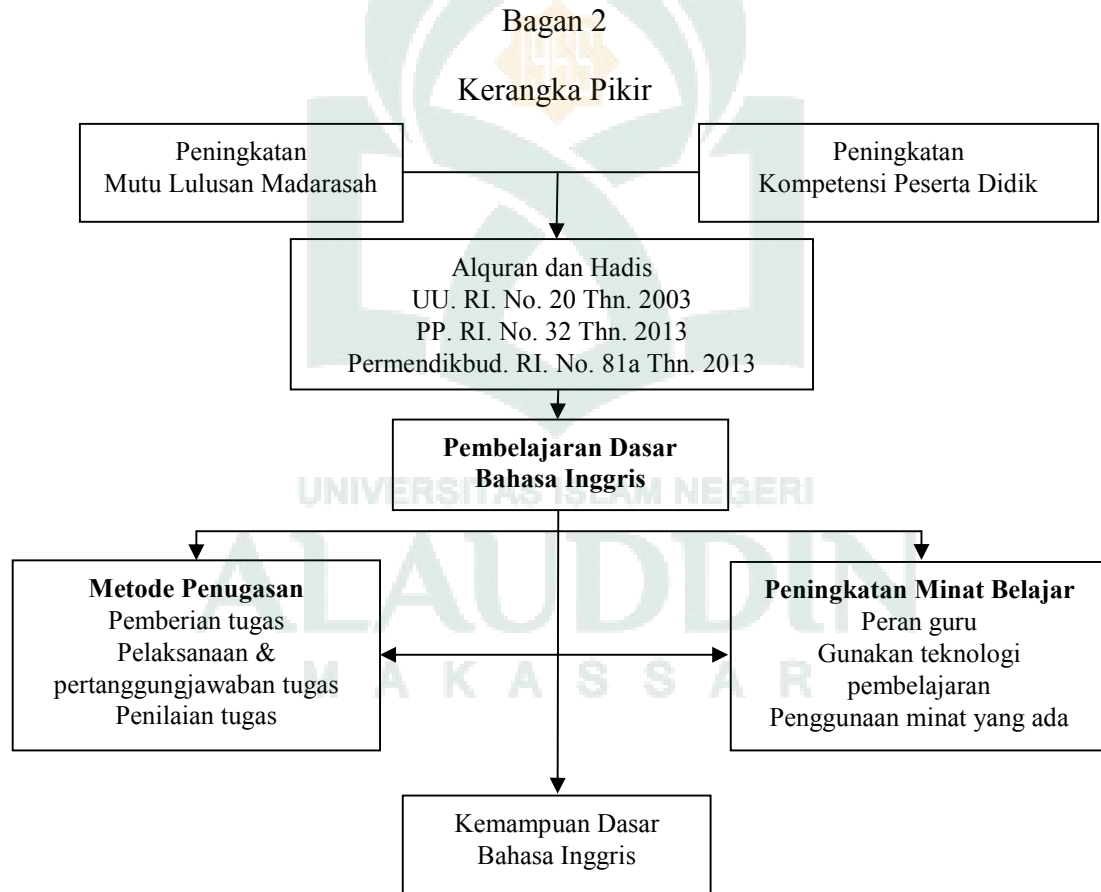 Bagan 2
Kerangka Pikir
Peningkatan
Mutu Lulusan Madarasah
Peningkatan
Kompetensi Peserta Didik
Alquran dan Hadis
UU. RI. No. 20 Thn. 2003
PP. RI. No. 32 Thn. 2013
Permendikbud. RI. No. 81a Thn. 2013
Pembelajaran Dasar
Bahasa Inggris
UNIVERSITAS ISLAM NEGERI
ALAUDDIN
MAKASSAR
Metode Penugasan
Pemberian tugas
Pelaksanaan &
pertanggungjawaban tugas
Penilaian tugas
Peningkatan Minat Belajar
Peran guru
Gunakan teknologi
pembelajaran
Penggunaan minat yang ada
Kemampuan Dasar
Bahasa Inggris